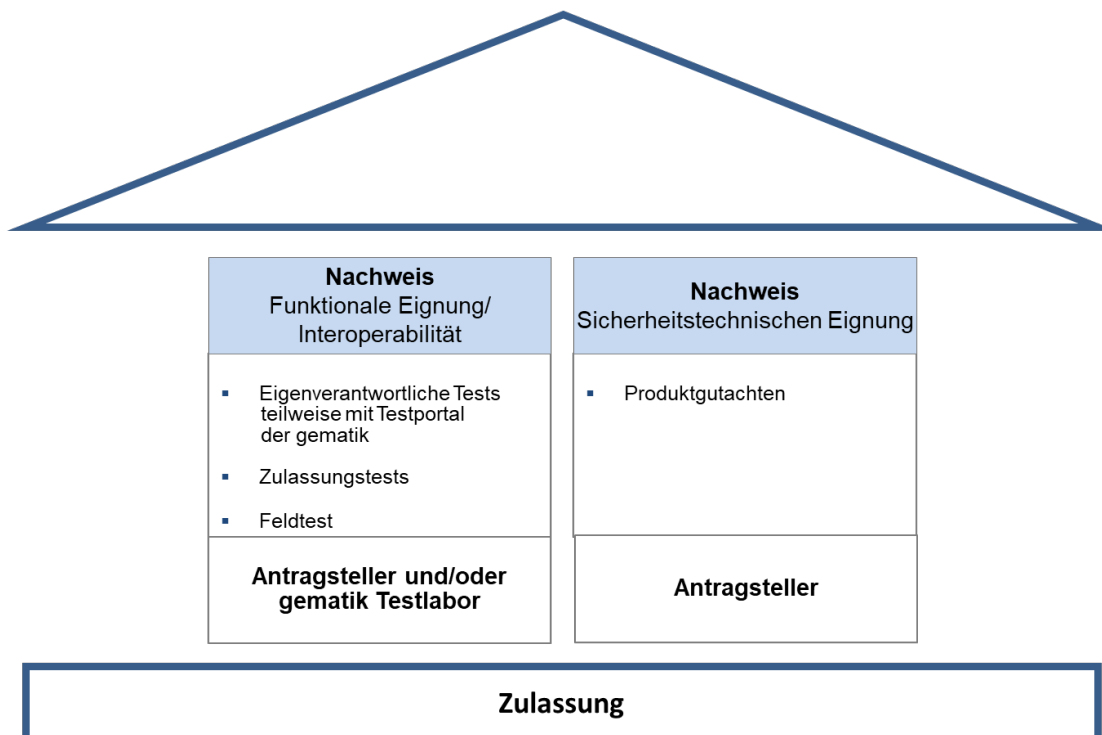 Nachweis
Funktionale Eignung/
Interoperabilität
▪ Eigenverantwortliche Tests
teilweise mit Testportal
der gematik
▪ Zulassungstests
▪ Feldtest
Antragsteller und/oder
gematik Testlabor
Nachweis
Sicherheitstechnischen Eignung
▪ Produktgutachten
Antragsteller
Zulassung